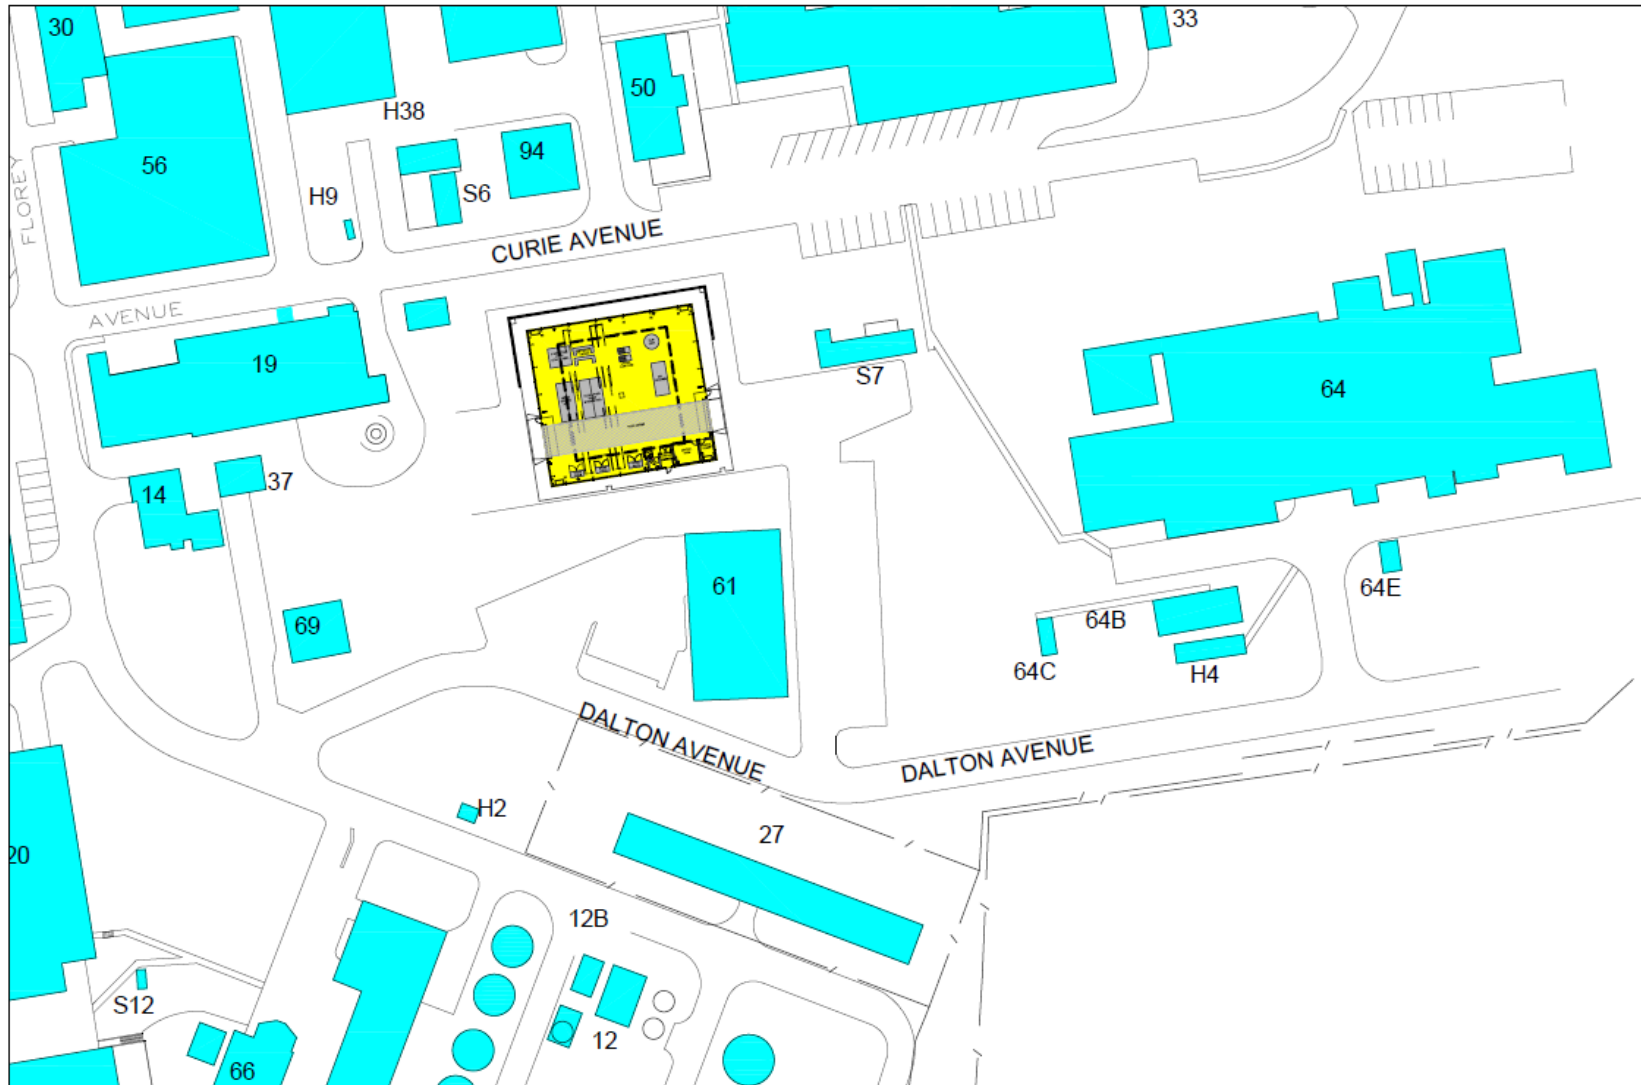 30
33
50
H38
94
56
H9
S6
FLOREY
CURIE AVENUE
AVENUE
19
S7
64
37
14
61
69
64E
64B
64C
H4
DALTON AVENUE
DALTON AVENUE
H2
27
20
12B
S12
12
66